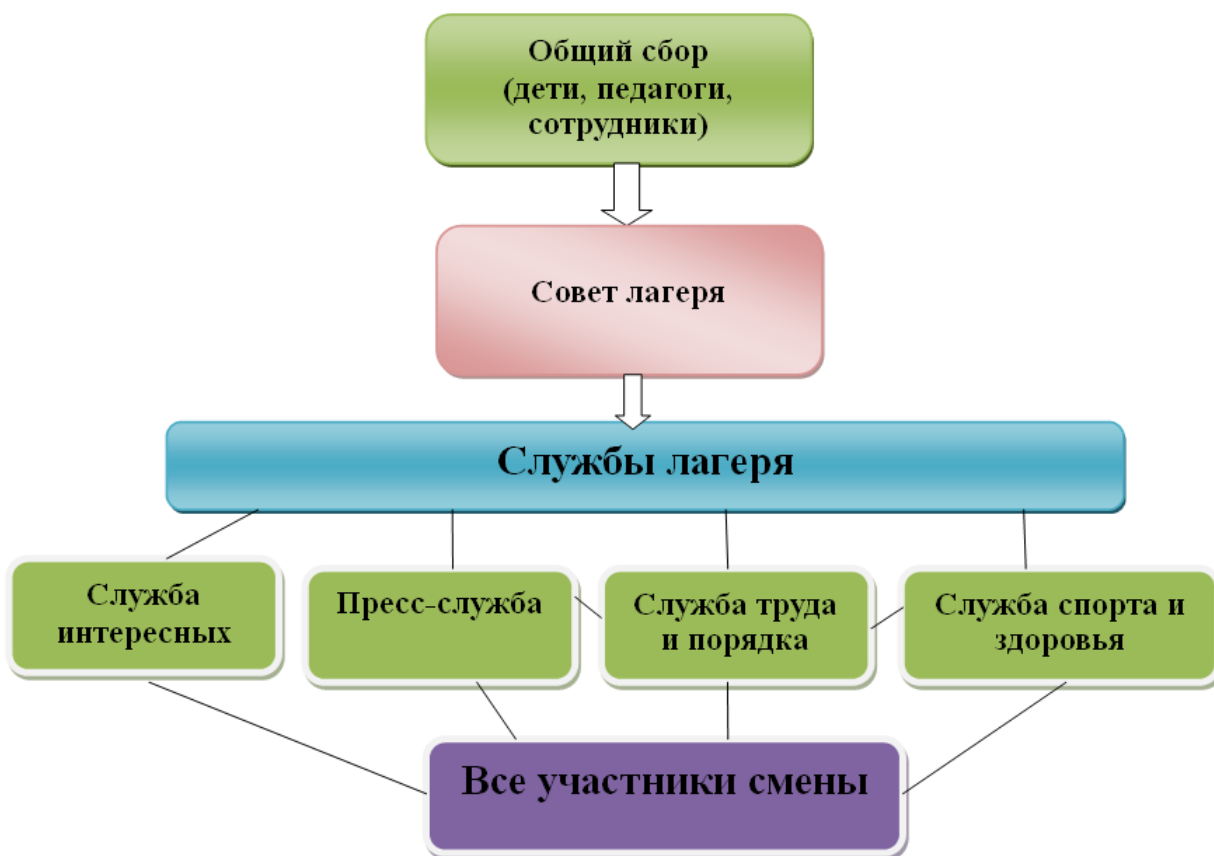 Общий сбор
(дети, педагоги,
сотрудники)
Совет лагеря
Службы лагеря
Служба
интересных
Пресс-служба
Служба труда
и порядка
Служба спорта и
здоровья
Все участники смены